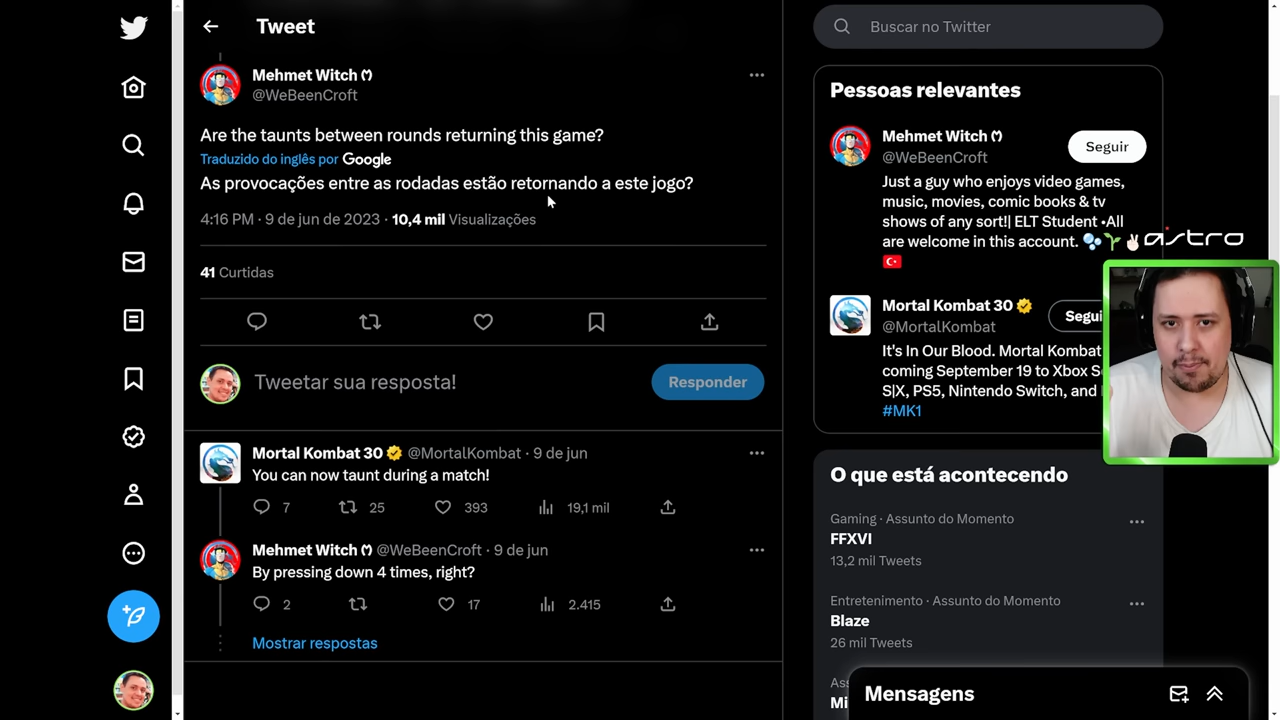 Tweet
Mehmet Witch ღ
@WeBeenCroft
Are the taunts between rounds returning this game?
Traduzido do inglês por Google
As provocações entre as rodadas estão retornando a este jogo?
4:16 PM · 9 de jun de 2023 · 10,4 mil Visualizações
41 Curtidas
Tweetar sua resposta!
Responder
Mortal Kombat 30 @MortalKombat · 9 de jun
You can now taunt during a match!
7 25 393 19,1 mil
Mehmet Witch ღ @WeBeenCroft · 9 de jun
By pressing down 4 times, right?
2 17 2.415
Mostrar respostas
Buscar no Twitter
Pessoas relevantes
Mehmet Witch ღ
@WeBeenCroft
Seguir
Just a guy who enjoys video games,
music, movies, comic books & tv
shows of any sort!| ELT Student •All
are welcome in this account.
astro
Mortal Kombat 30
@MortalKombat
Segui
It's In Our Blood. Mortal Kombat
coming September 19 to Xbox S
S|X, PS5, Nintendo Switch, and
#MK1
O que está acontecendo
Gaming · Assunto do Momento
FFXVI
13,2 mil Tweets
Entretenimento · Assunto do Momento
Blaze
26 mil Tweets
Ass
Mi
Mensagens